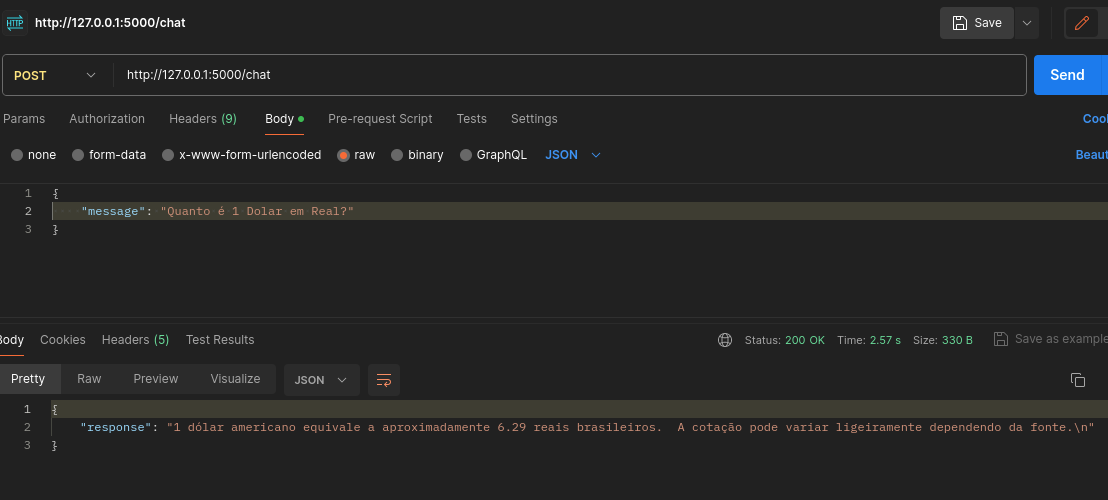 HTTP http://127.0.0.1:5000/chat Save
POST http://127.0.0.1:5000/chat Send
Params Authorization Headers (9) Body Pre-request Script Tests Settings Cool
none form-data x-www-form-urlencoded raw binary GraphQL JSON Beaut
1 {
2 "message": "Quanto é 1 Dolar em Real?"
3 }
Body Cookies Headers (5) Test Results Status: 200 OK Time: 2.57 s Size: 330 B Save as example
Pretty Raw Preview Visualize JSON
1 {
2 "response": "1 dólar americano equivale a aproximadamente 6.29 reais brasileiros.  A cotação pode variar ligeiramente dependendo da fonte.\n"
3 }